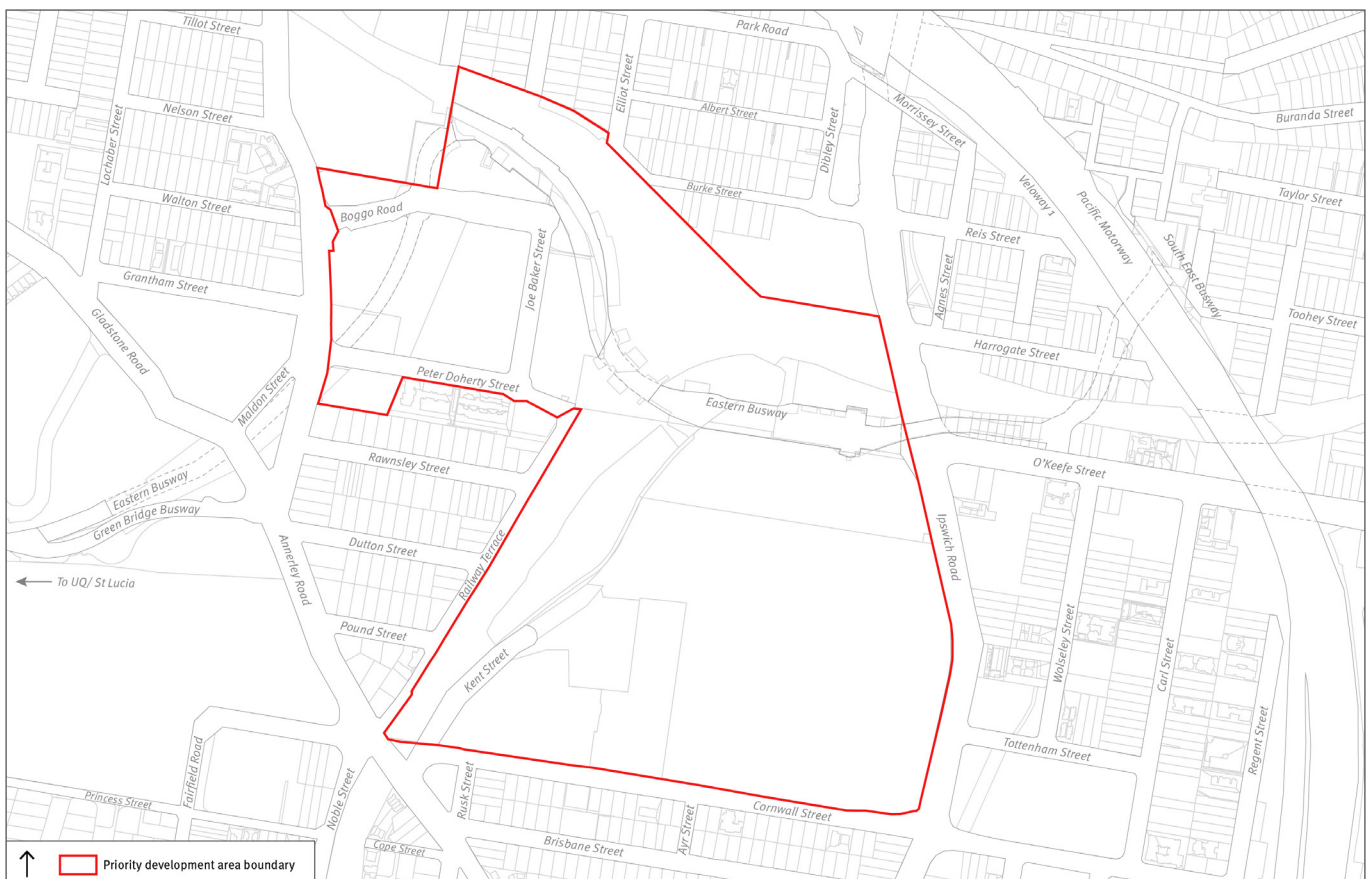 Tillot Street
Park Road
Elliot Street
Nelson Street
Albert Street
Morrissey Street
Buranda Street
Lochaber Street
Dibley Street
Burke Street
Veloway 1
Pacific Motorway
Taylor Street
Walton Street
Boggo Road
Reis Street
South East Busway
Joe Baker Street
Agnes Street
Grantham Street
Toohey Street
Gladstone Road
Harrogate Street
Peter Doherty Street
Maldon Street
Eastern Busway
Rawnsley Street
O'Keefe Street
Eastern Busway
Green Bridge Busway
Ipswich Road
Dutton Street
Annerley Road
Railway Terrace
To UQ/ St Lucia
Pound Street
Wolseley Street
Kent Street
Carl Street
Regent Street
Tottenham Street
Fairfield Road
Princess Street
Noble Street
Rusk Street
Cornwall Street
Ayr Street
Brisbane Street
Cope Street
Priority development area boundary